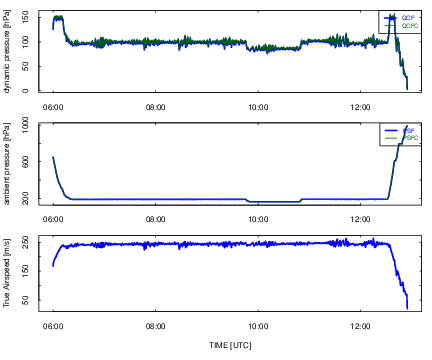 dynamic pressure [hPa]
150
100
50
0
QCF
QCFC
06:00 08:00 10:00 12:00
ambient pressure [hPa]
1000
600
200
PSF
PSFC
06:00 08:00 10:00 12:00
True Airspeed [m/s]
250
150
50
06:00 08:00 10:00 12:00
TIME [UTC]